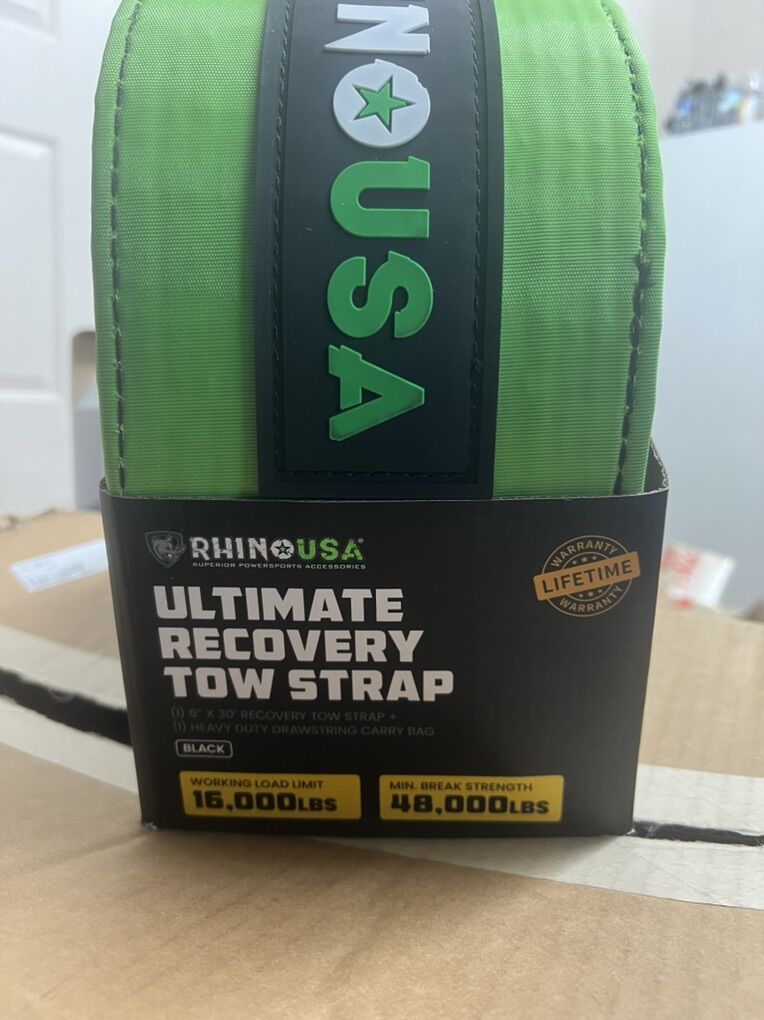 NOUSA
RHINOUSA
SUPERIOR POWERSPORTS ACCESSORIES
WARRANTY
LIFETIME
WARRANTY
ULTIMATE
RECOVERY
TOW STRAP
(1) 6" X 30' RECOVERY TOW STRAP +
(1) HEAVY DUTY DRAWSTRING CARRY BAG
BLACK
WORKING LOAD LIMIT
16,000LBS
MIN. BREAK STRENGTH
48,000LBS